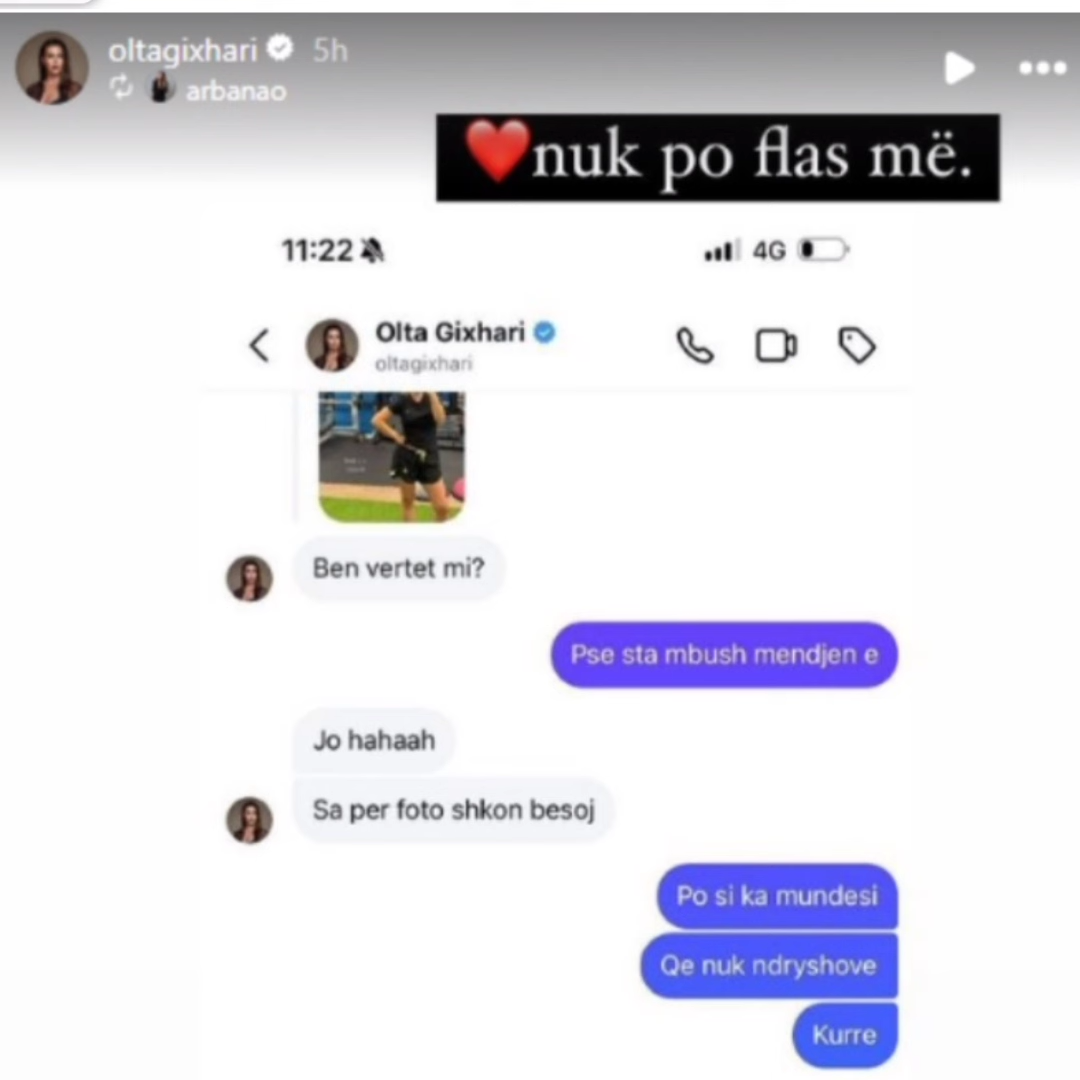 oltagixhari 5h
arbanao
❤️nuk po flas më.
11:22 4G
Olta Gixhari
oltagixhari
Ben vertet mi?
Pse sta mbush mendjen e
Jo hahaah
Sa per foto shkon besoj
Po si ka mundesi
Qe nuk ndryshove
Kurre